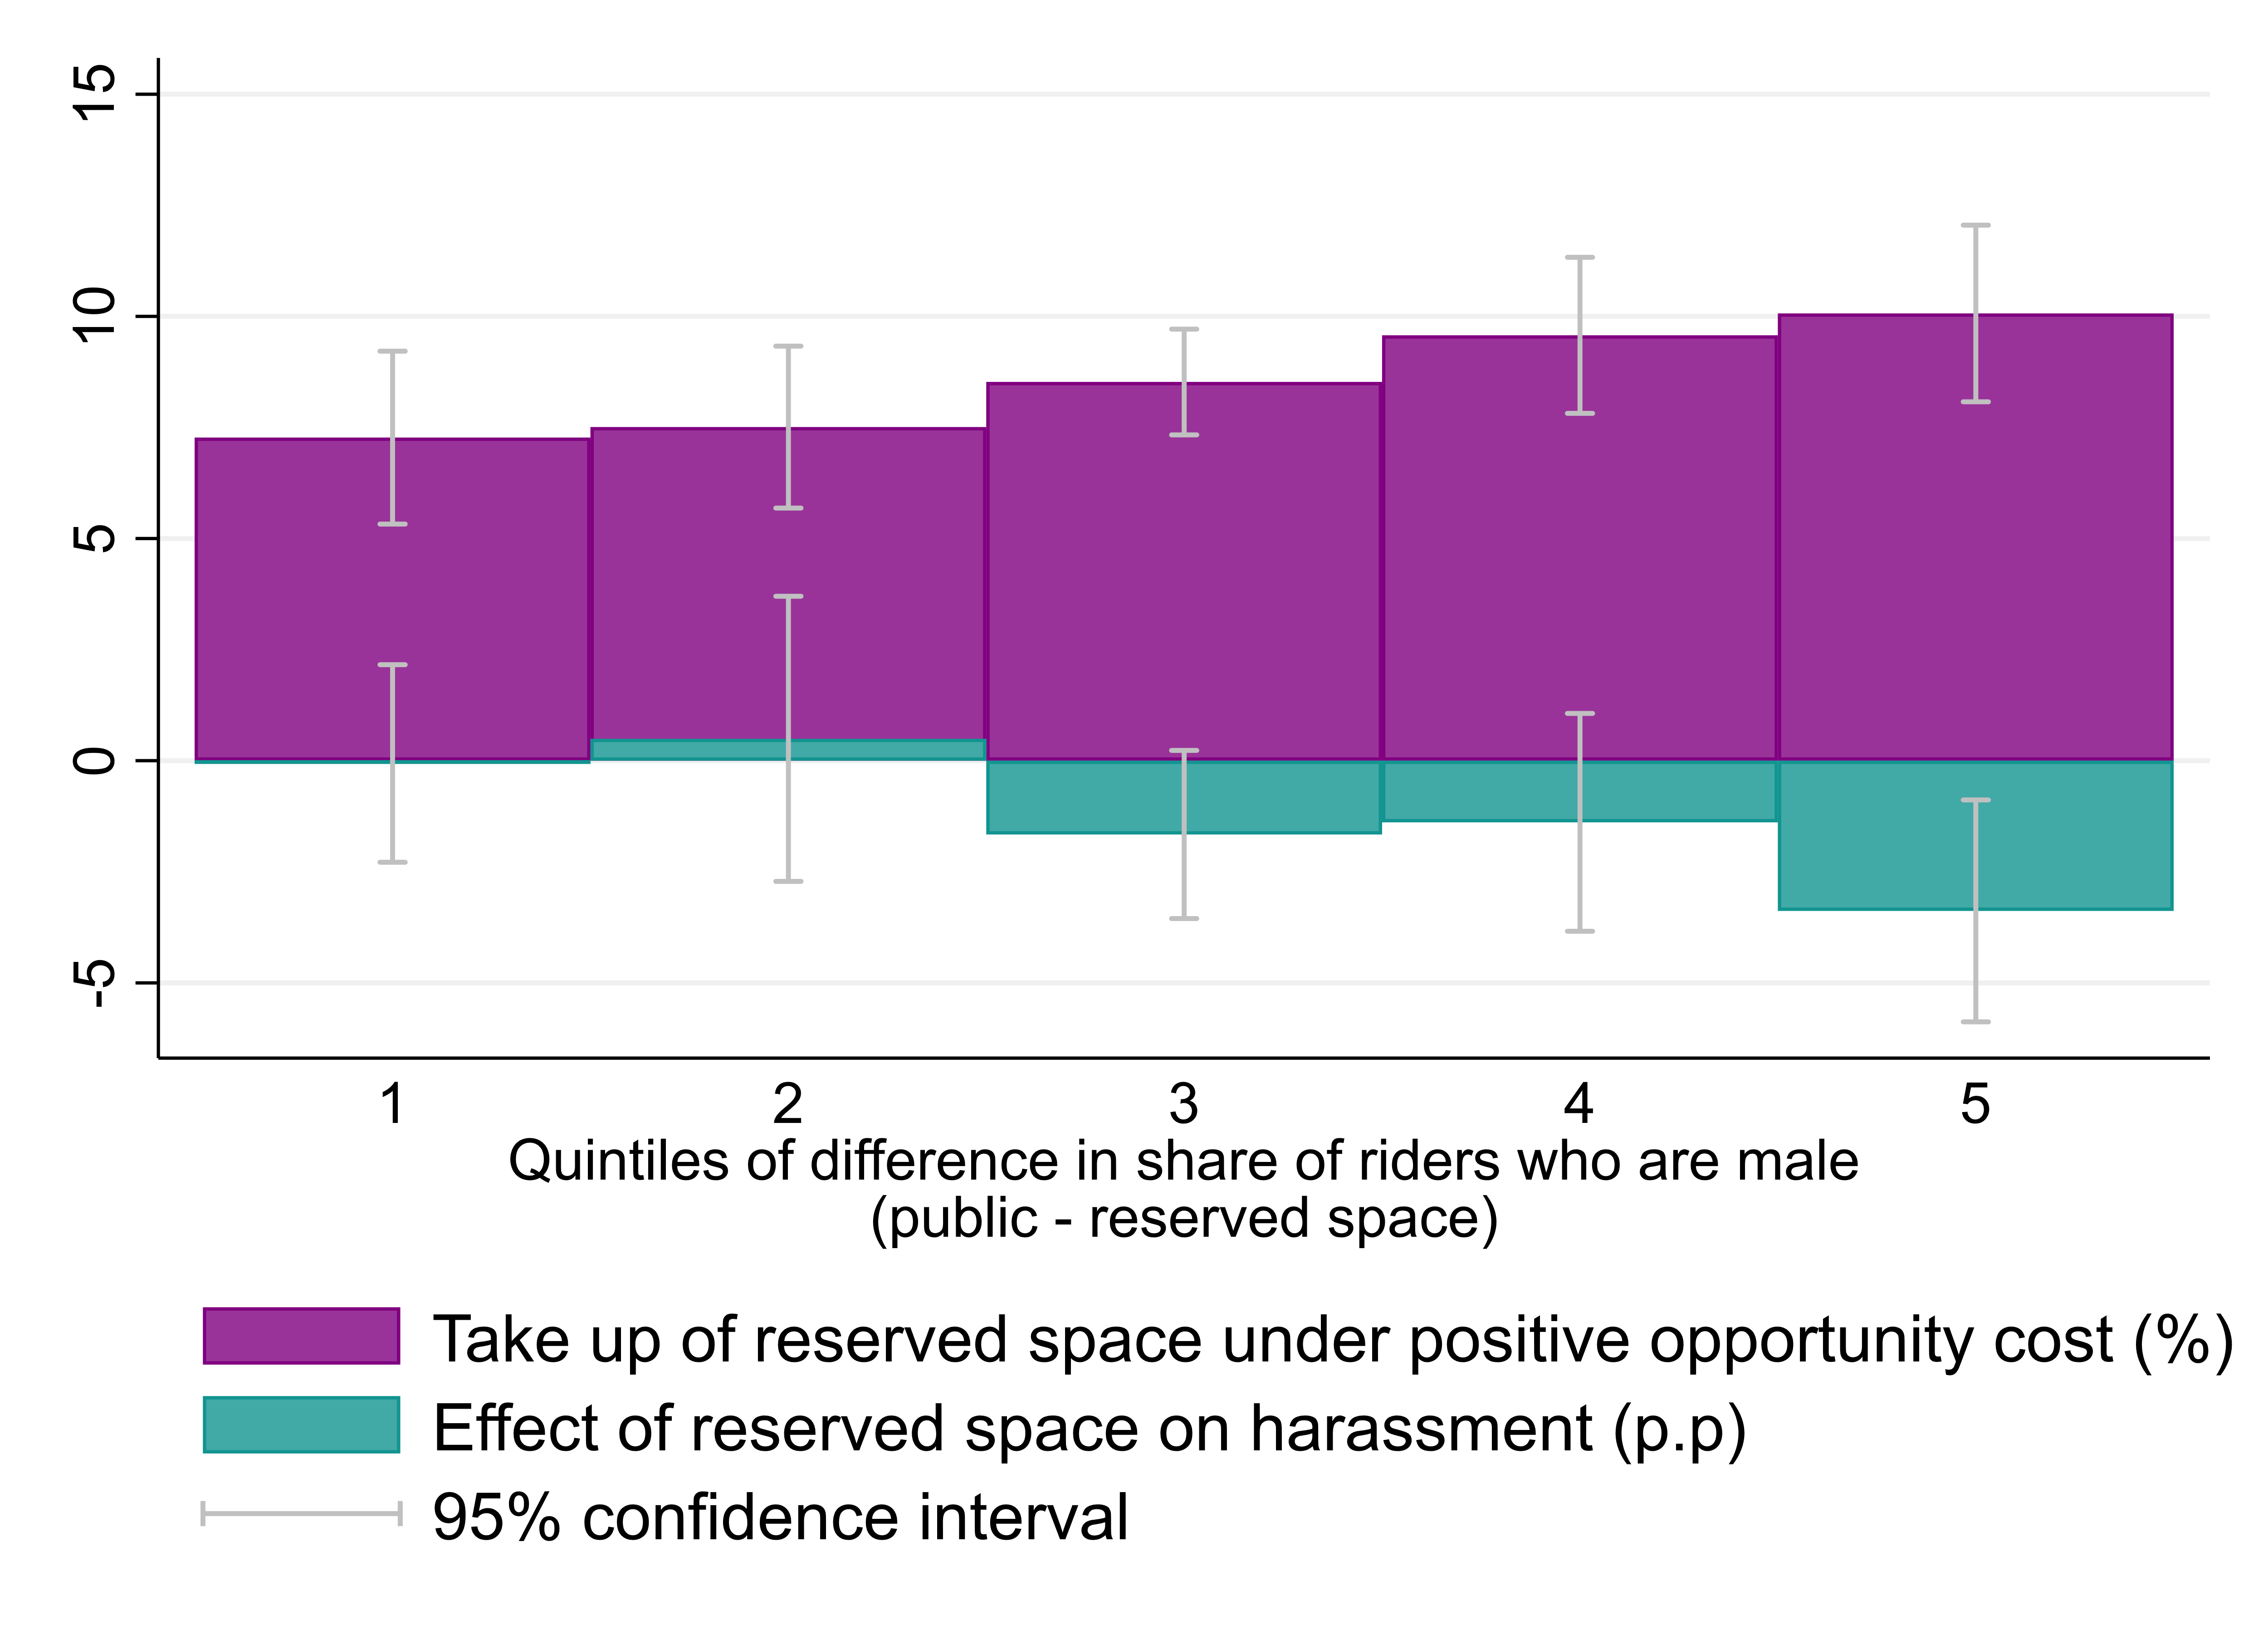 15
10
5
0
-5
1 2 3 4 5
Quintiles of difference in share of riders who are male
(public - reserved space)
Take up of reserved space under positive opportunity cost (%)
Effect of reserved space on harassment (p.p)
95% confidence interval